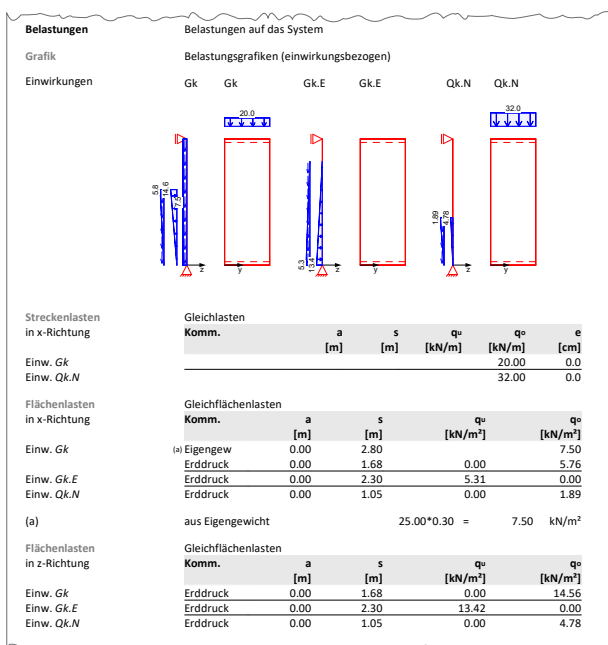 Belastungen Belastungen auf das System
Grafik Belastungsgrafiken (einwirkungsbezogen)
Einwirkungen Gk Gk Gk.E Gk.E Qk.N Qk.N
20.0 32.0
5.8 14.6 7.5 5.3 13.4 1.89 4.78
z y z y z y
Streckenlasten Gleichlasten
in x-Richtung Komm. a s qu qo e
[m] [m] [kN/m] [kN/m] [cm]
Einw. Gk 20.00 0.0
Einw. Qk.N 32.00 0.0
Flächenlasten Gleichflächenlasten
in x-Richtung Komm. a s qu qo
[m] [m] [kN/m²] [kN/m²]
Einw. Gk (a) Eigengew 0.00 2.80 7.50
Erddruck 0.00 1.68 0.00 5.76
Einw. Gk.E Erddruck 0.00 2.30 5.31 0.00
Einw. Qk.N Erddruck 0.00 1.05 0.00 1.89
(a) aus Eigengewicht 25.00*0.30 = 7.50 kN/m²
Flächenlasten Gleichflächenlasten
in z-Richtung Komm. a s qu qo
[m] [m] [kN/m²] [kN/m²]
Einw. Gk Erddruck 0.00 1.68 0.00 14.56
Einw. Gk.E Erddruck 0.00 2.30 13.42 0.00
Einw. Qk.N Erddruck 0.00 1.05 0.00 4.78